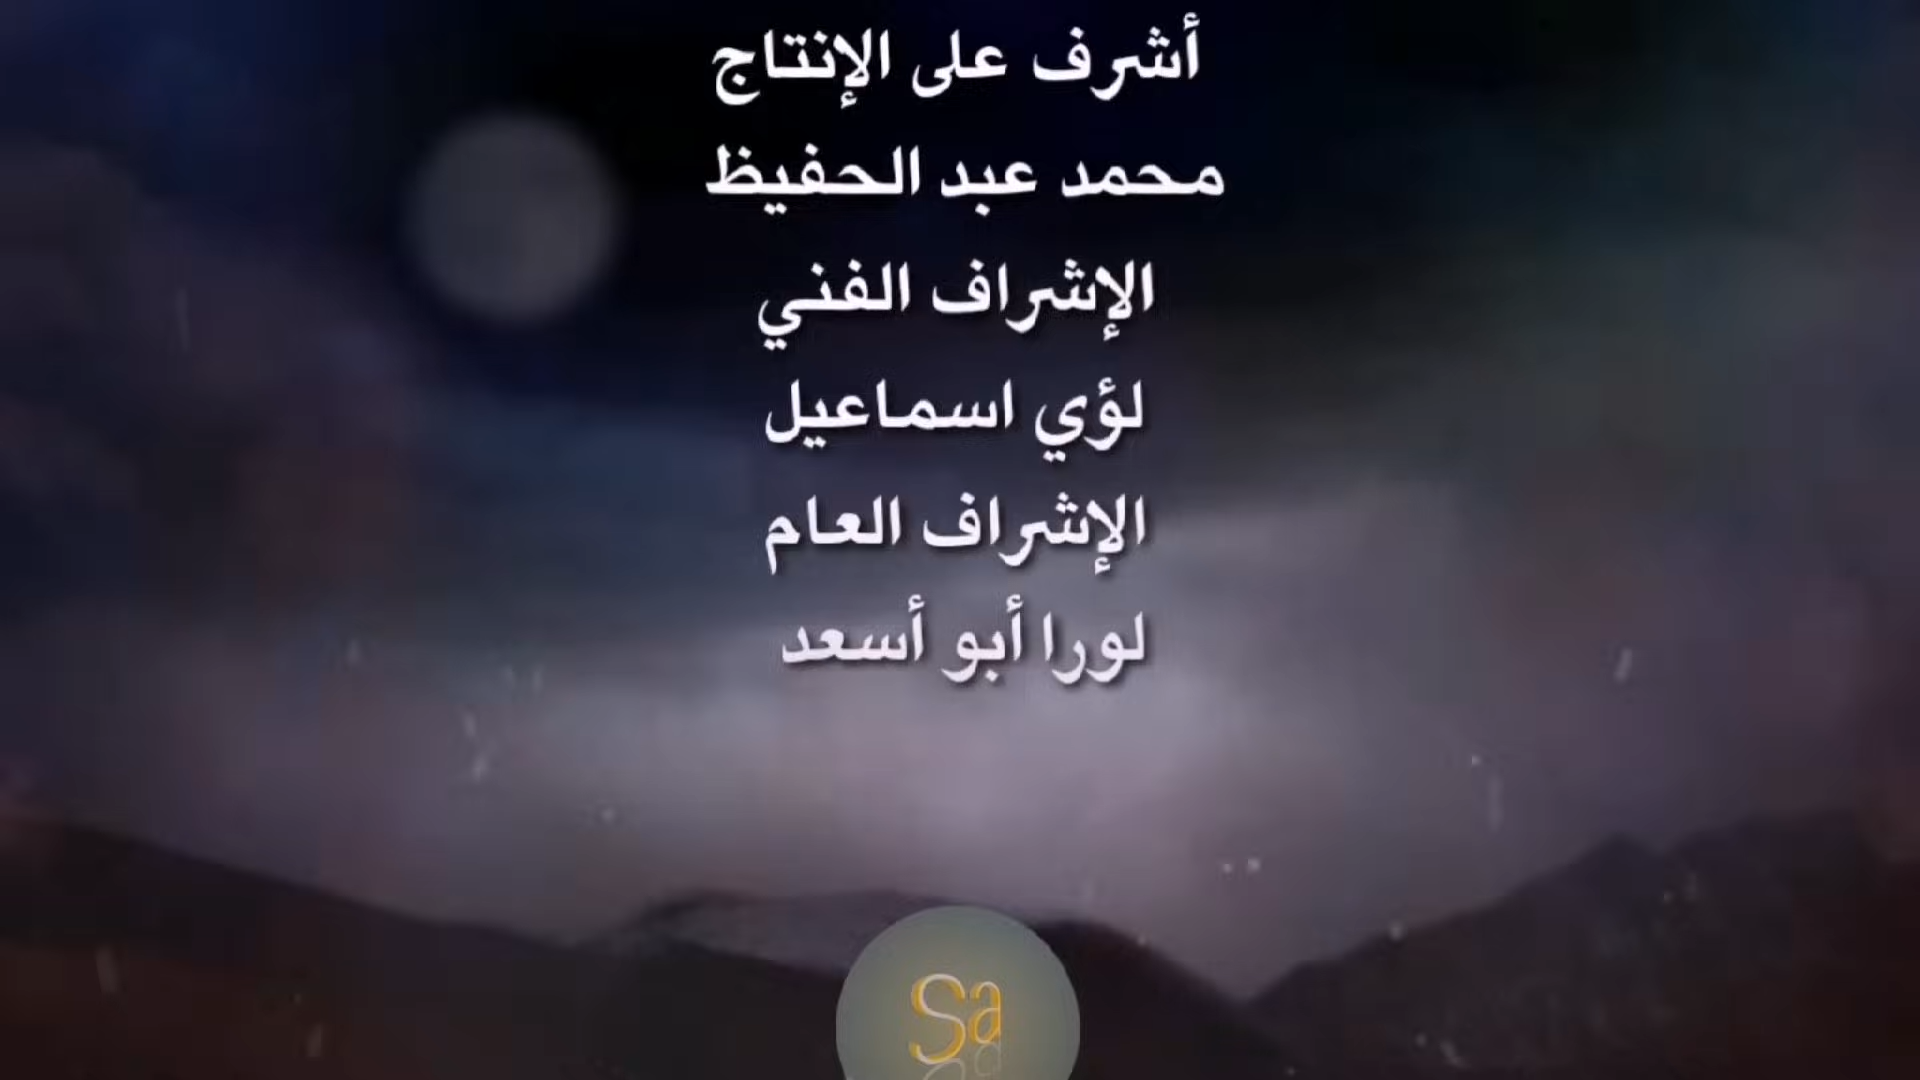 أشرف على الإنتاج
محمد عبد الحفيظ
الإشراف الفني
لؤي اسماعيل
الإشراف العام
لورا أبو أسعد
Sa